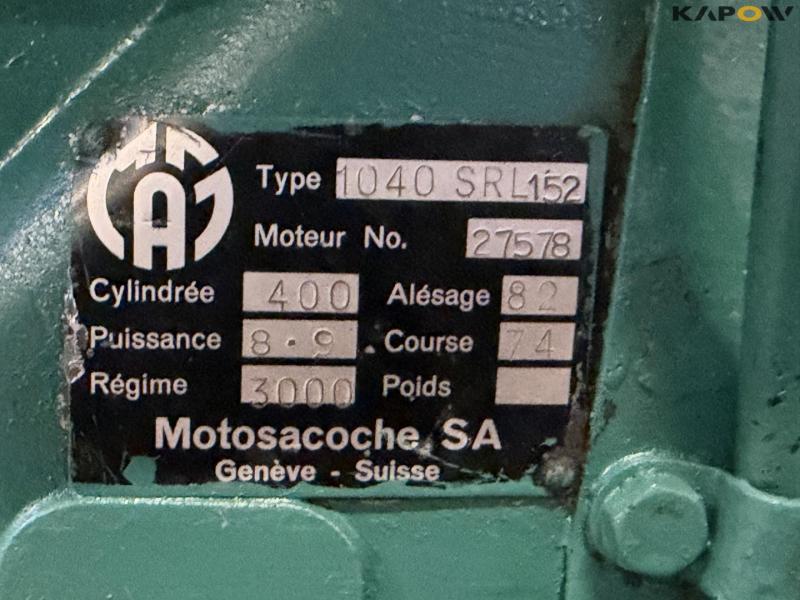 KAPOW
MAG
Type 1040 SRL152
Moteur No. 27578
Cylindrée 400 Alésage 82
Puissance 8.9 Course 74
Régime 3000 Poids
Motosacoche SA
Genève - Suisse